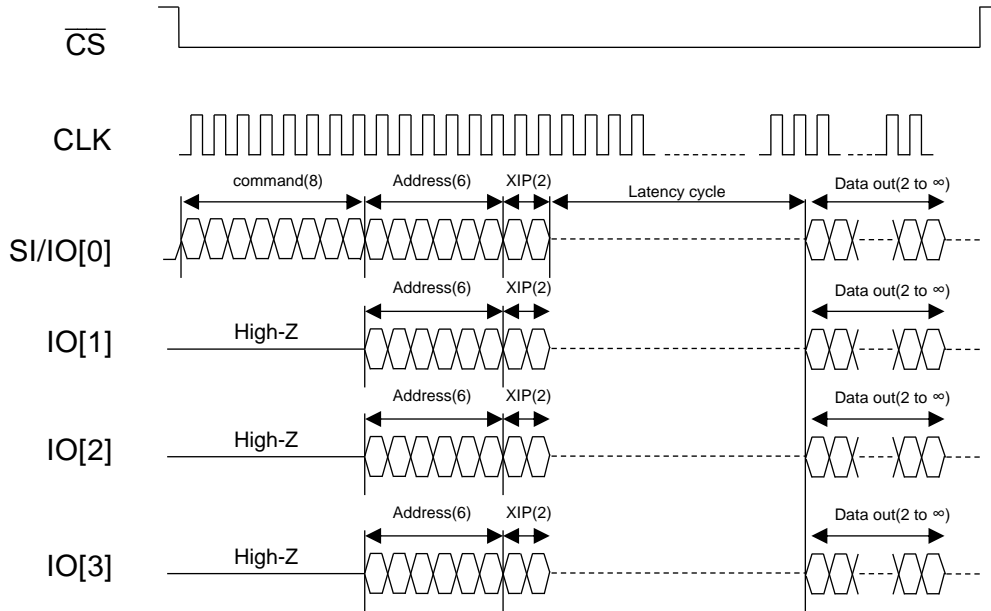 CS
CLK
command(8) Address(6) XIP(2) Latency cycle Data out(2 to ∞)
SI/IO[0]
Address(6) XIP(2) Data out(2 to ∞)
IO[1] High-Z
Address(6) XIP(2) Data out(2 to ∞)
IO[2] High-Z
Address(6) XIP(2) Data out(2 to ∞)
IO[3] High-Z